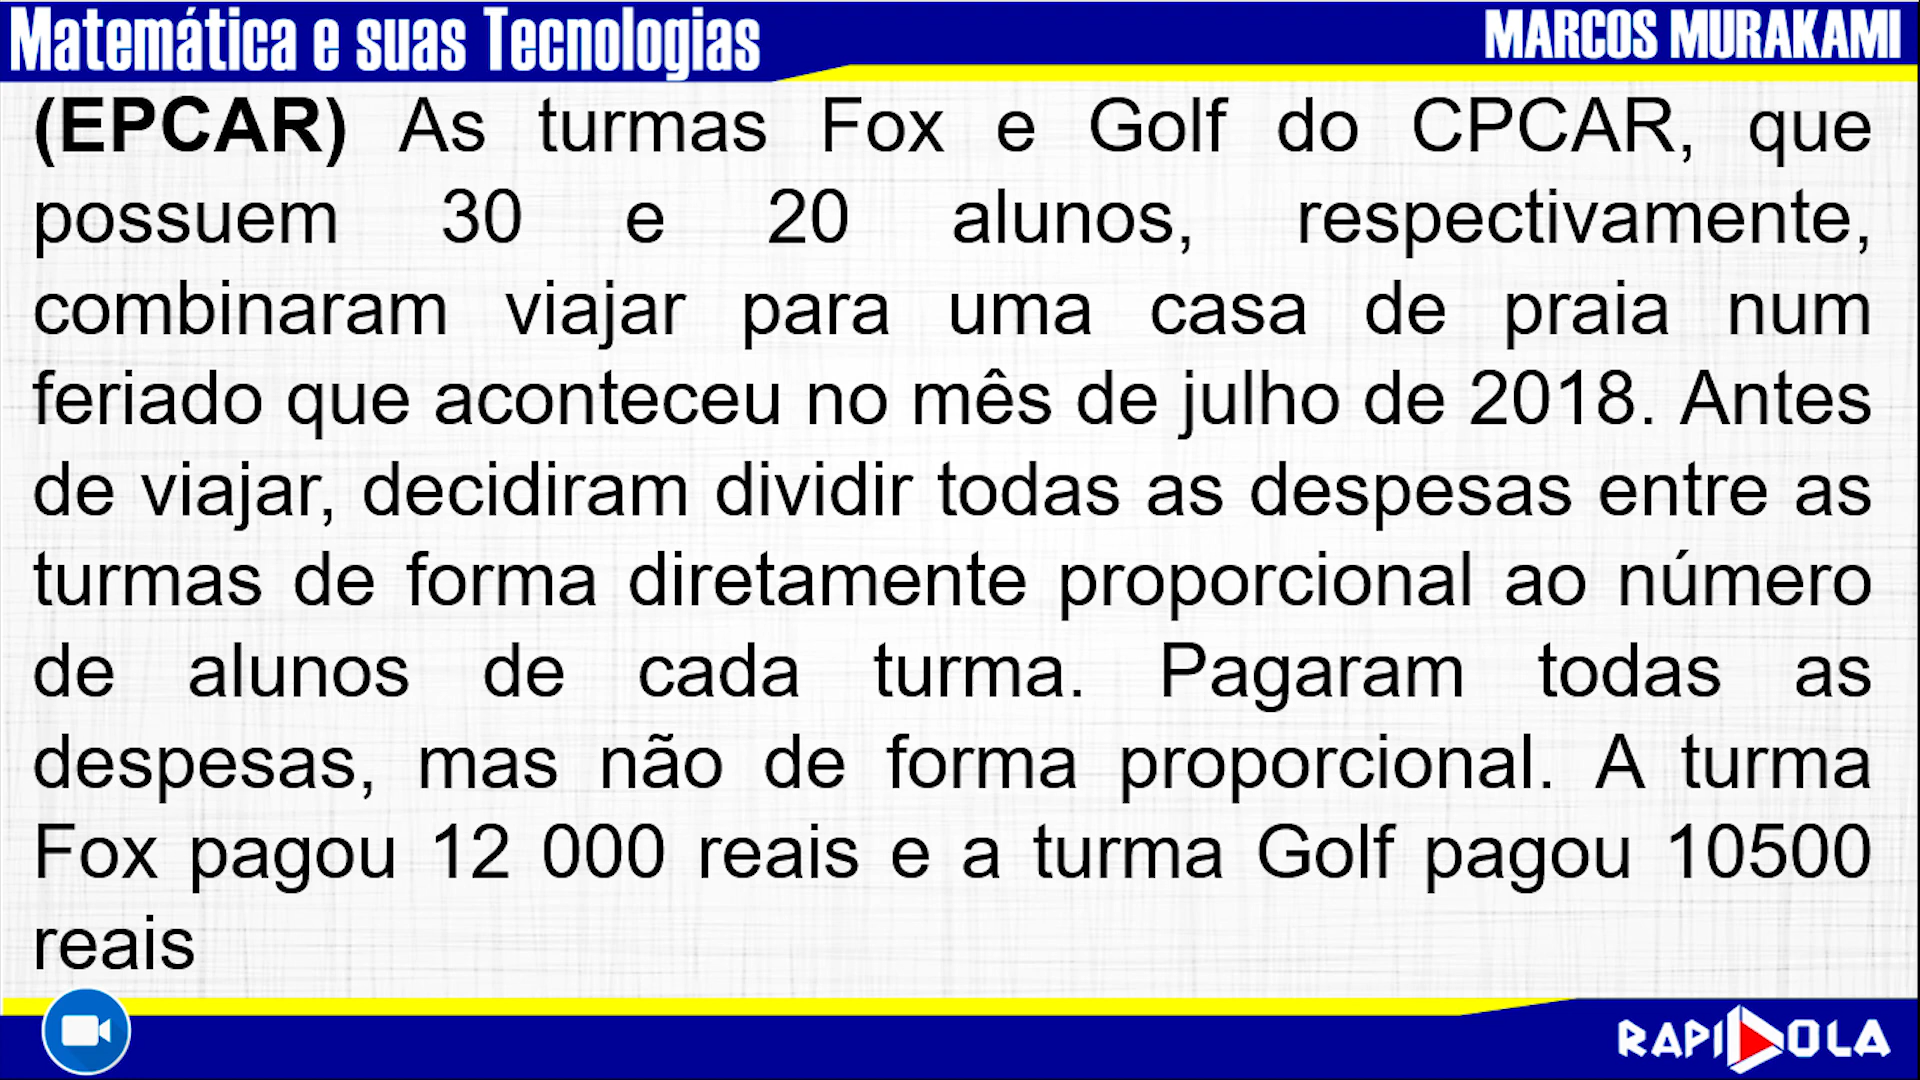 Matemática e suas Tecnologias
MARCOS MURAKAMI
(EPCAR) As turmas Fox e Golf do CPCAR, que
possuem 30 e 20 alunos, respectivamente,
combinaram viajar para uma casa de praia num
feriado que aconteceu no mês de julho de 2018. Antes
de viajar, decidiram dividir todas as despesas entre as
turmas de forma diretamente proporcional ao número
de alunos de cada turma. Pagaram todas as
despesas, mas não de forma proporcional. A turma
Fox pagou 12 000 reais e a turma Golf pagou 10500
reais
RAPIDOLA